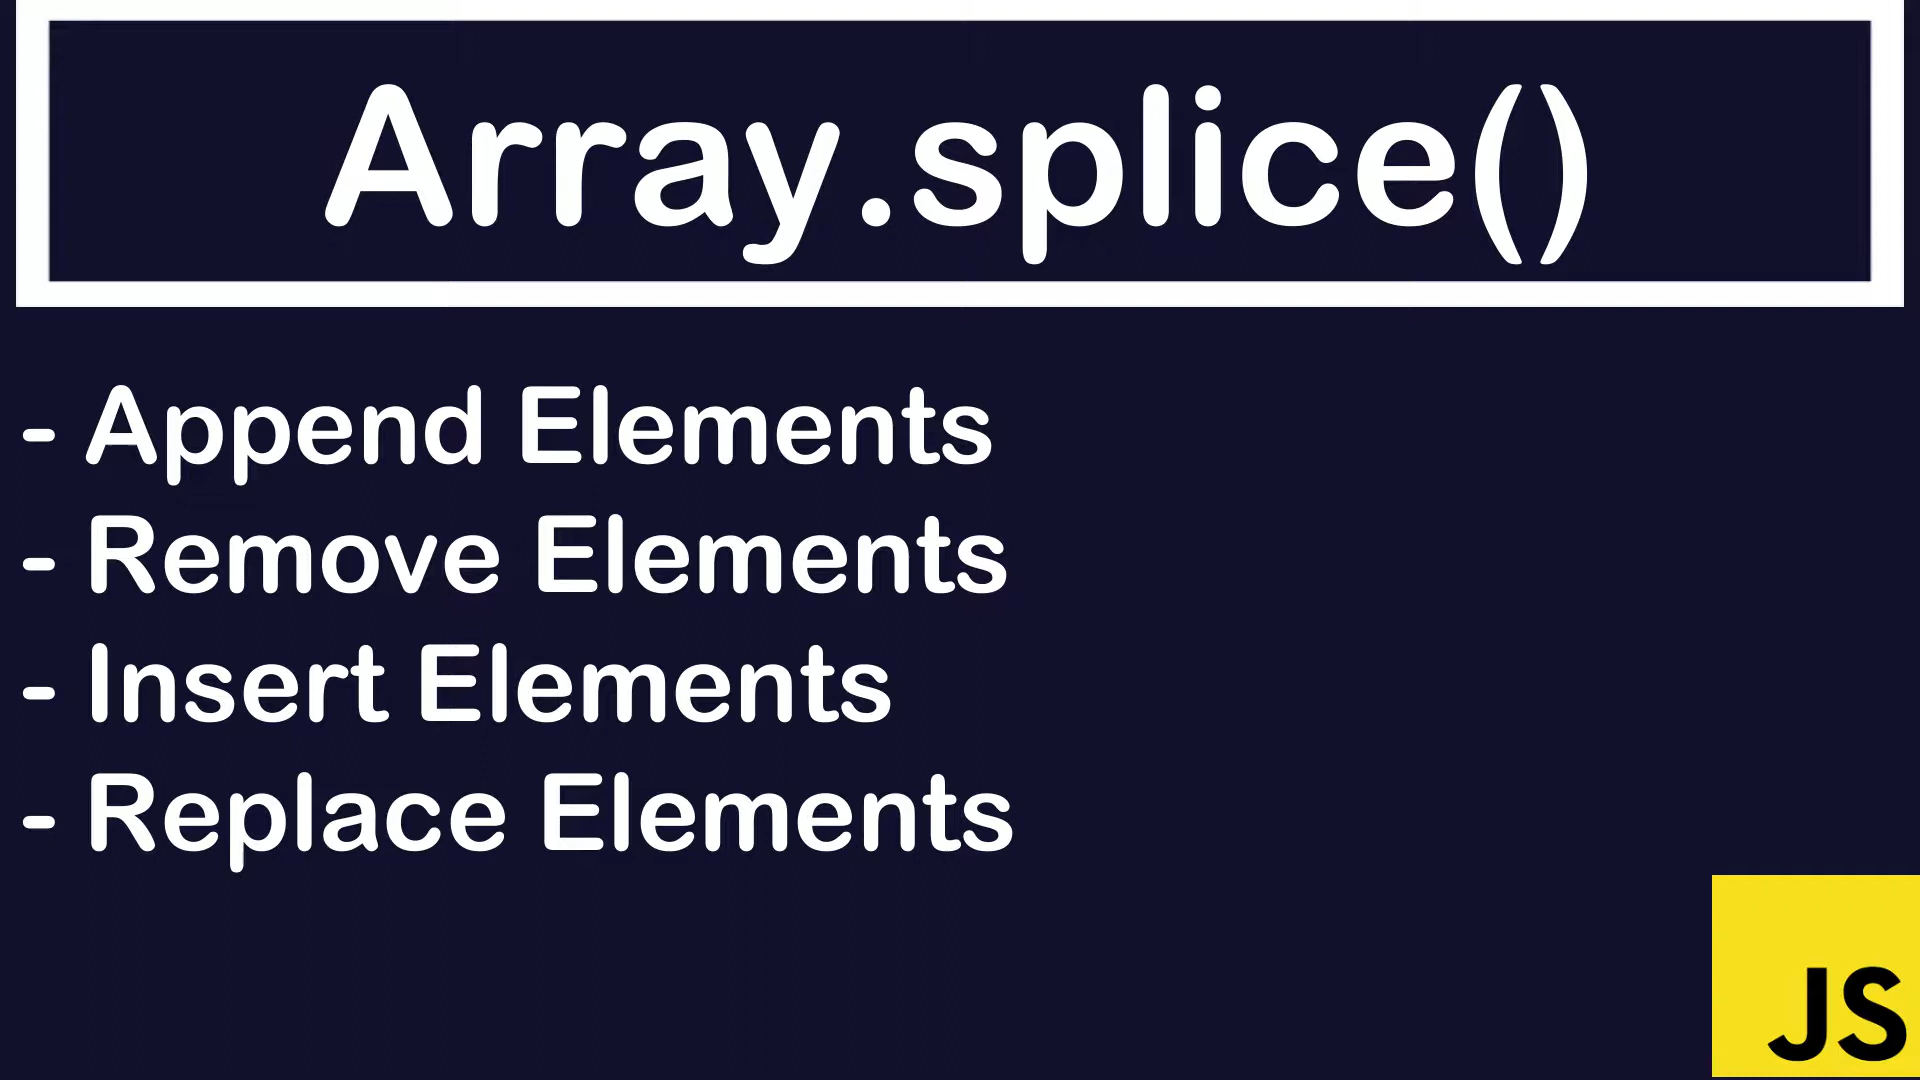 Array.splice()
- Append Elements
- Remove Elements
- Insert Elements
- Replace Elements
JS